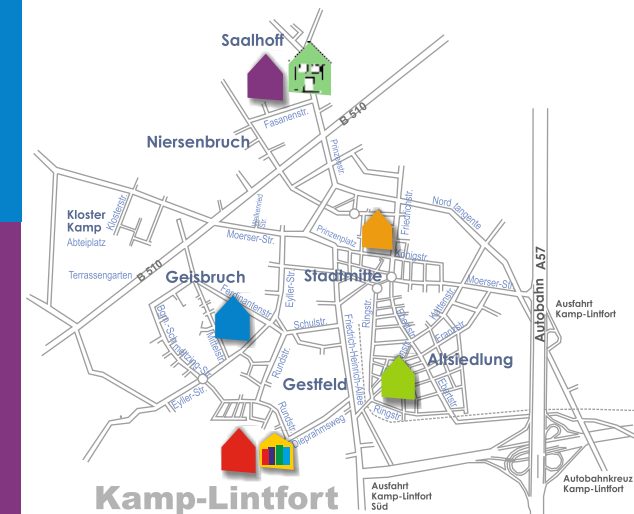 Saalhoff
B 510
Fasanenstr.
Niersenbruch
Prinzenstr.
Klosterstr.
Friedrichstr.
Nord tangente
Kloster
Kamp
Abteiplatz
Moerser-Str.
Prinzenplatz
Königstr.
Terrassengarten
B 510
Geisbruch
Stadtmitte
Moerser-Str.
Autobahn A57
Ferdinantenstr.
Eyller-Str.
Ringstr.
Ausfahrt
Kamp-Lintfort
Schulstr.
Friedrich-Heinrich-Allee
Altsiedlung
Rundstr.
Gestfeld
Eyller-Str.
Ebertstr.
Rundstr.
Ringstr.
Dieprahmsweg
Ausfahrt
Kamp-Lintfort
Süd
Autobahnkreuz
Kamp-Lintfort
Kamp-Lintfort